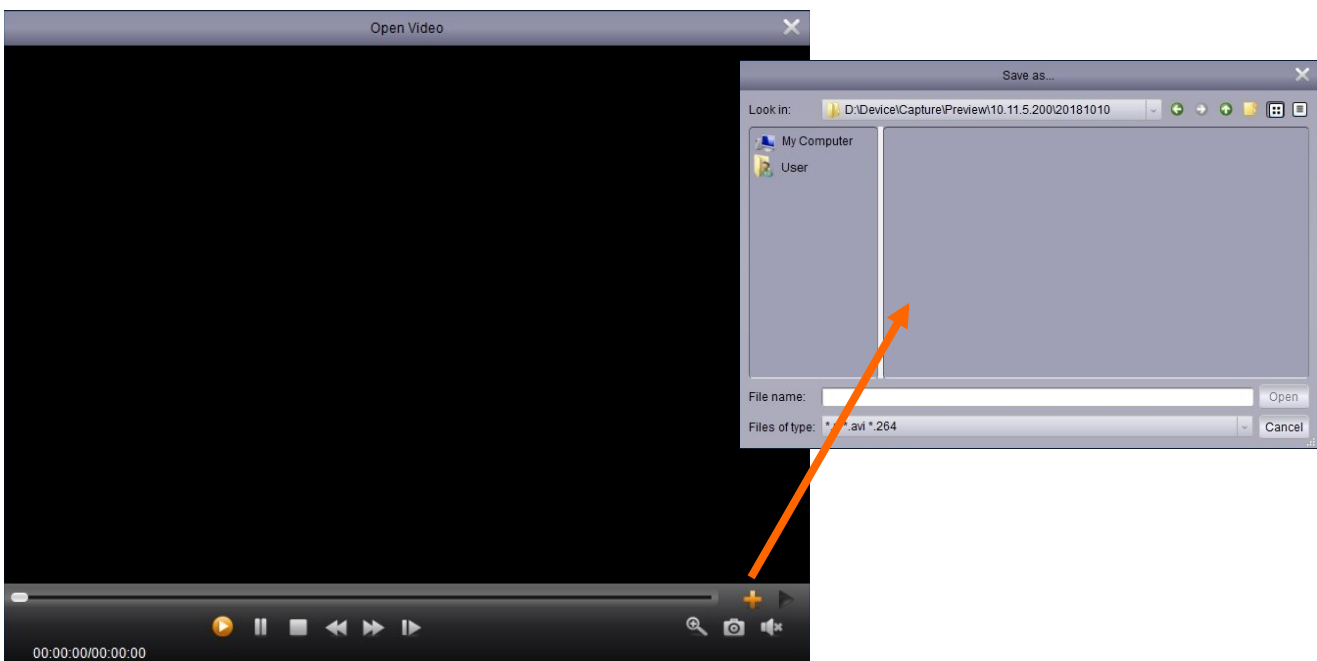 Open Video
Save as...
Look in: D:\Device\Capture\Preview\10.11.5.200\20181010
My Computer
User
File name: Open
Files of type: *.avi *.264 Cancel
00:00:00/00:00:00